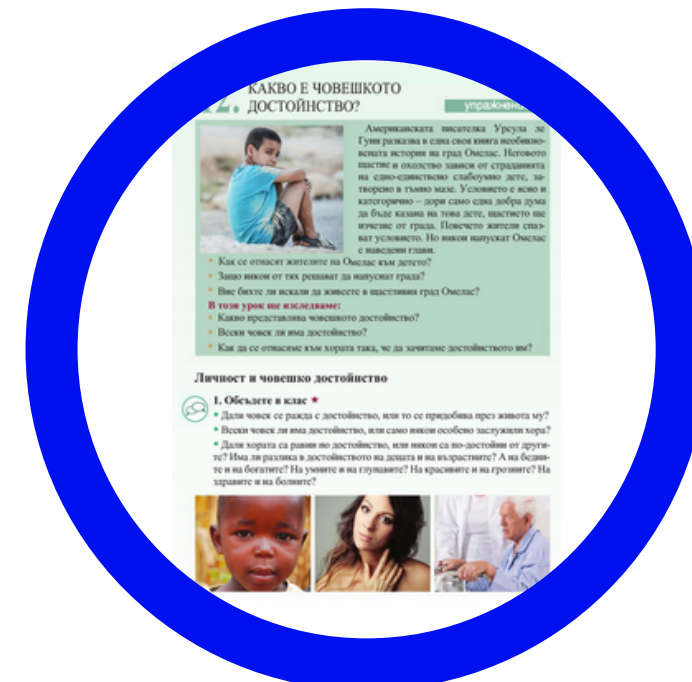 КАКВО Е ЧОВЕШКОТО
2. ДОСТОЙНСТВО?
упражнени
Американската писателка Урсула ле
Гуин разказва в една своя книга необикно-
вената история на град Омелас. Неговото
щастие и охолство зависи от страданията
на едно-единствено слабоумно дете, за-
творено в тъмно мазе. Условието е ясно и
категорично – дори само една добра дума
да бъде казана на това дете, щастието ще
изчезне от града. Повечето жители спаз-
ват условието. Но някои напускат Омелас
с наведени глави.
• Как се отнасят жителите на Омелас към детето?
• Защо някои от тях решават да напуснат града?
• Вие бихте ли искали да живеете в щастливия град Омелас?
В този урок ще изследваме:
• Какво представлява човешкото достойнство?
• Всеки човек ли има достойнство?
• Как да се отнасяме към хората така, че да зачитаме достойнството им?
Личност и човешко достойнство
1. Обсъдете в клас ★
• Дали човек се ражда с достойнство, или то се придобива през живота му?
• Всеки човек ли има достойнство, или само някои особено заслужили хора?
• Дали хората са равни по достойнство, или някои са по-достойни от други-
те? Има ли разлика в достойнството на децата и на възрастните? А на бедни-
те и на богатите? На умните и на глупавите? На красивите и на грозните? На
здравите и на болните?